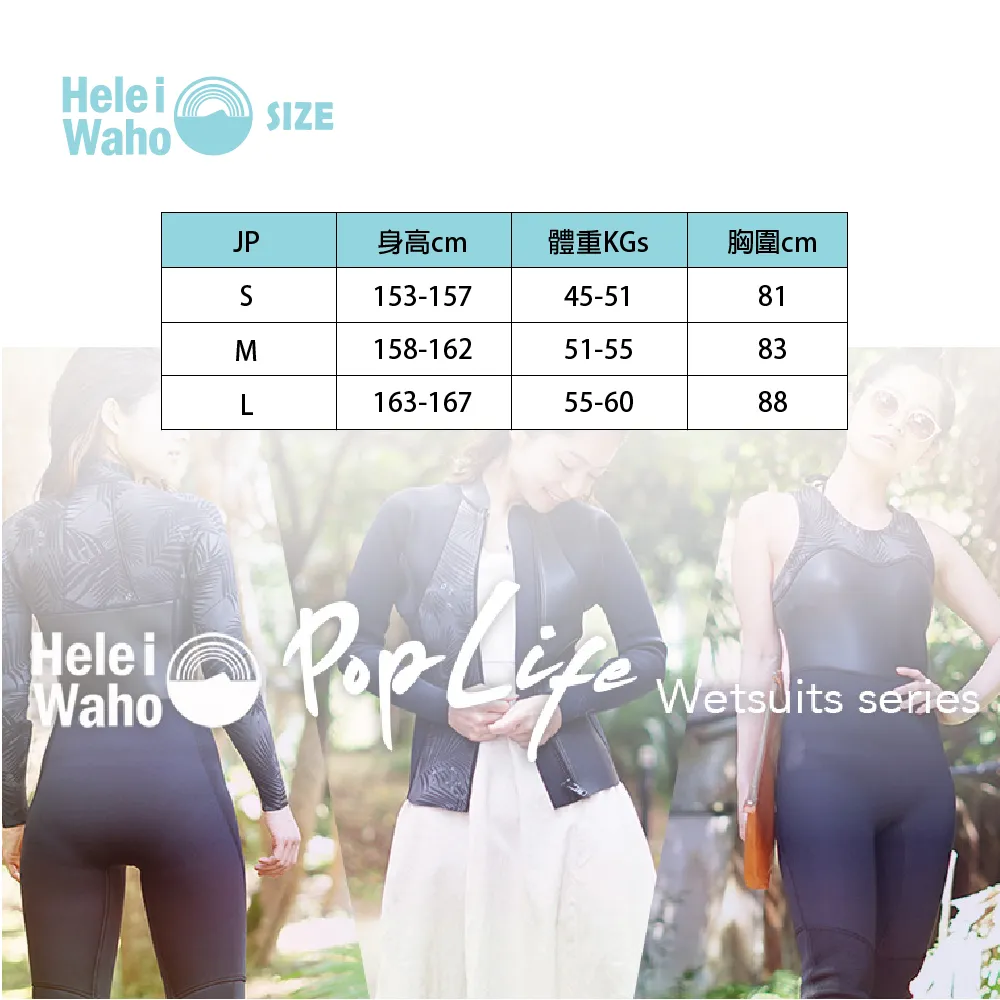 Hele i
Waho
SIZE
JP 身高cm 體重KGs 胸圍cm
S 153-157 45-51 81
M 158-162 51-55 83
L 163-167 55-60 88
Hele i
Waho
Pop Life Wetsuits series